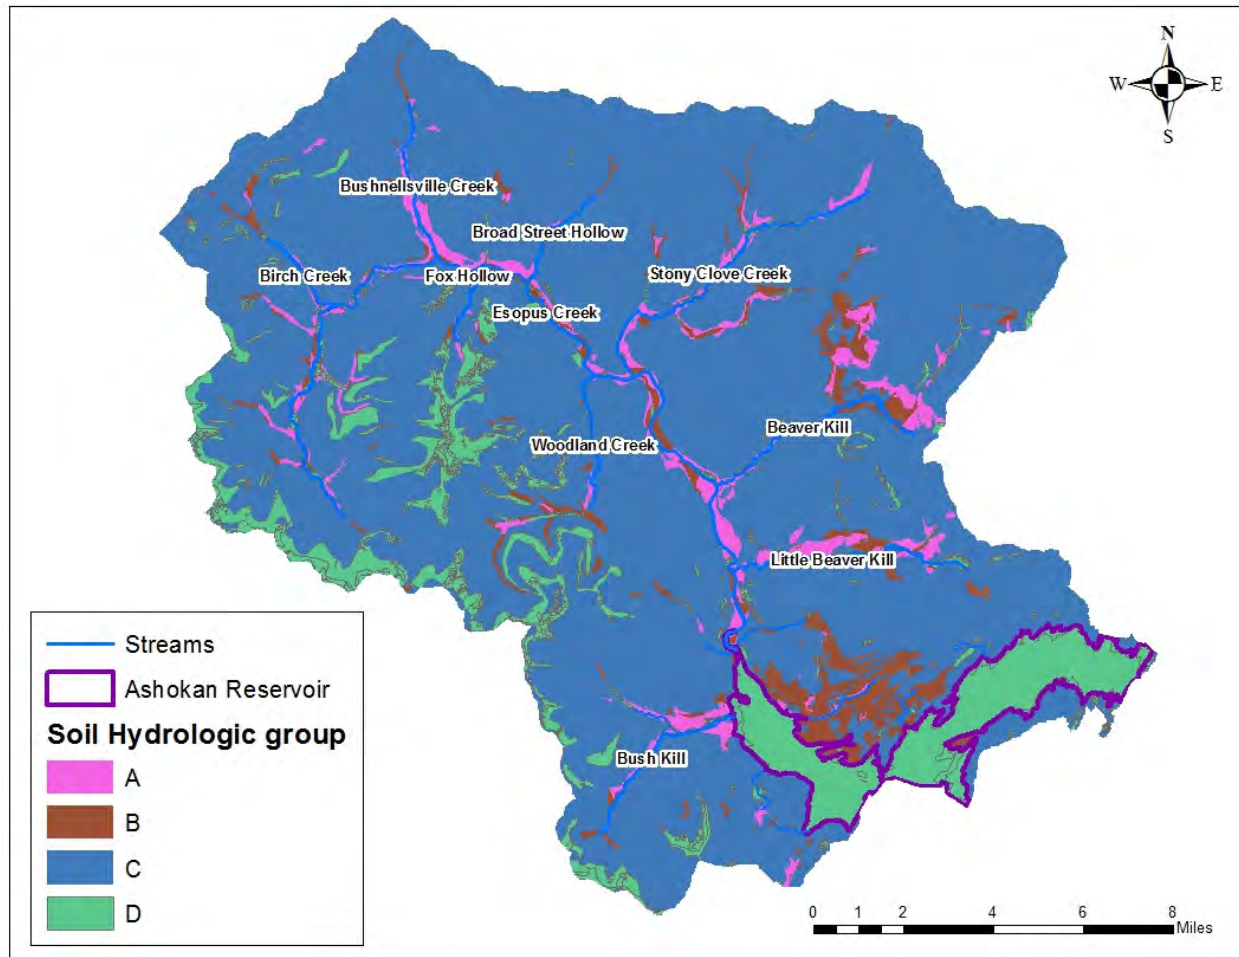 N
W E
S
Bushnellsville Creek
Broad Street Hollow
Birch Creek
Fox Hollow
Stony Clove Creek
Esopus Creek
Beaver Kill
Woodland Creek
Little Beaver Kill
Bush Kill
Streams
Ashokan Reservoir
Soil Hydrologic group
A
B
C
D
0 1 2 4 6 8
Miles